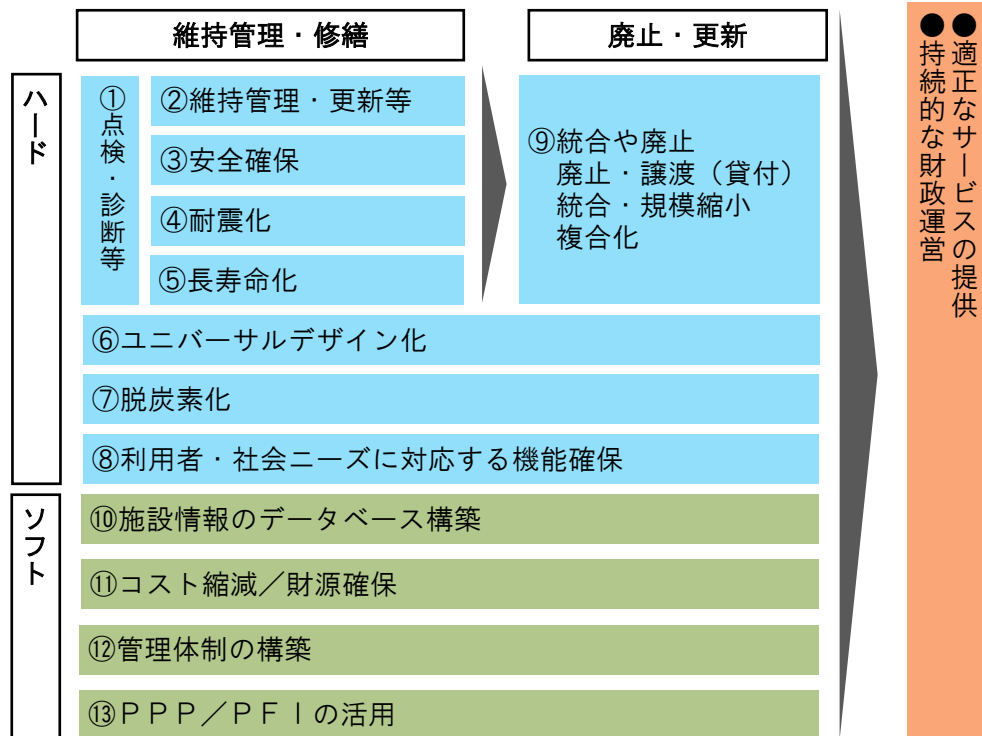 維持管理・修繕
廃止・更新
ハード
①点検・診断等
②維持管理・更新等
③安全確保
④耐震化
⑤長寿命化
⑨統合や廃止
廃止・譲渡（貸付）
統合・規模縮小
複合化
⑥ユニバーサルデザイン化
⑦脱炭素化
⑧利用者・社会ニーズに対応する機能確保
ソフト
⑩施設情報のデータベース構築
⑪コスト縮減／財源確保
⑫管理体制の構築
⑬ＰＰＰ／ＰＦＩの活用
●適正なサービスの提供
●持続的な財政運営